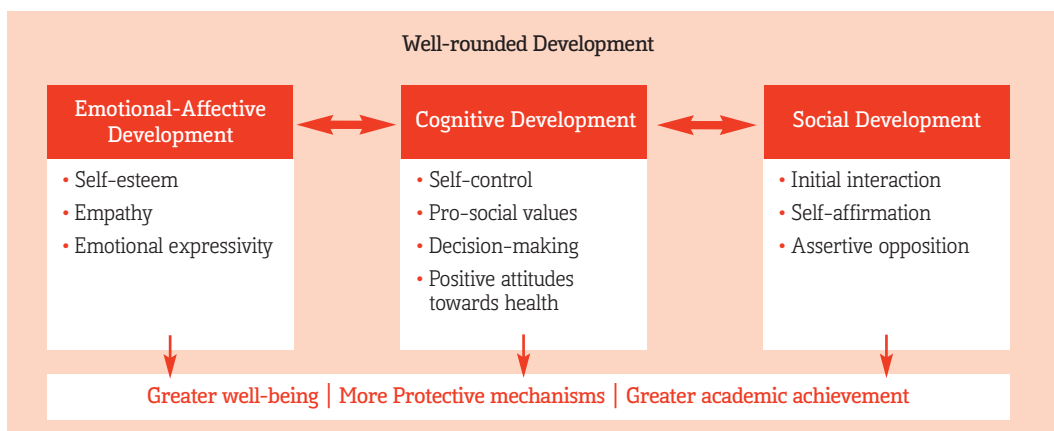 Well-rounded Development
Emotional-Affective
Development
• Self-esteem
• Empathy
• Emotional expressivity
Cognitive Development
• Self-control
• Pro-social values
• Decision-making
• Positive attitudes
towards health
Social Development
• Initial interaction
• Self-affirmation
• Assertive opposition
Greater well-being | More Protective mechanisms | Greater academic achievement